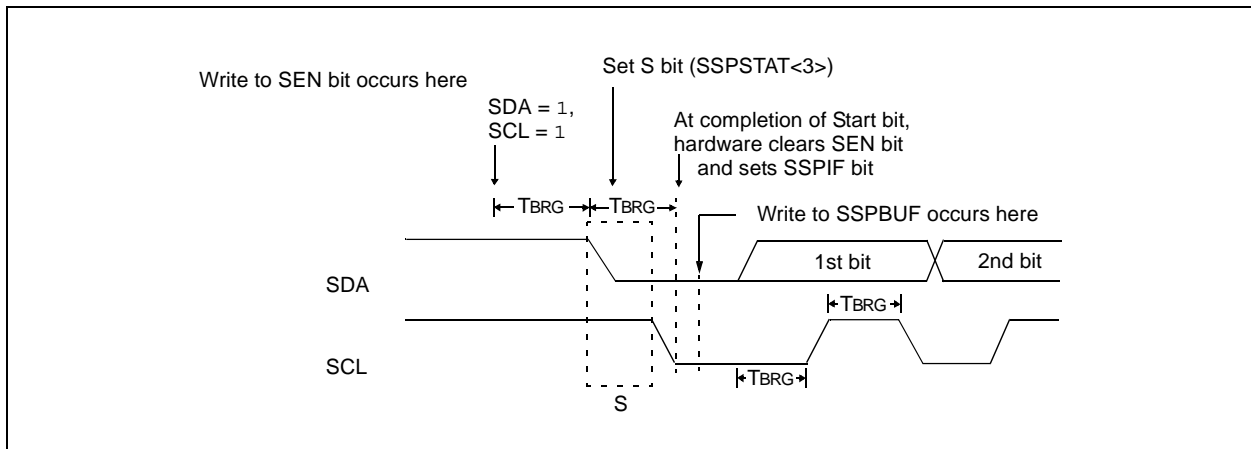 Write to SEN bit occurs here
Set S bit (SSPSTAT<3>)
SDA = 1,
SCL = 1
At completion of Start bit,
hardware clears SEN bit
and sets SSPIF bit
TBRG
TBRG
Write to SSPBUF occurs here
SDA
1st bit
2nd bit
TBRG
SCL
TBRG
S